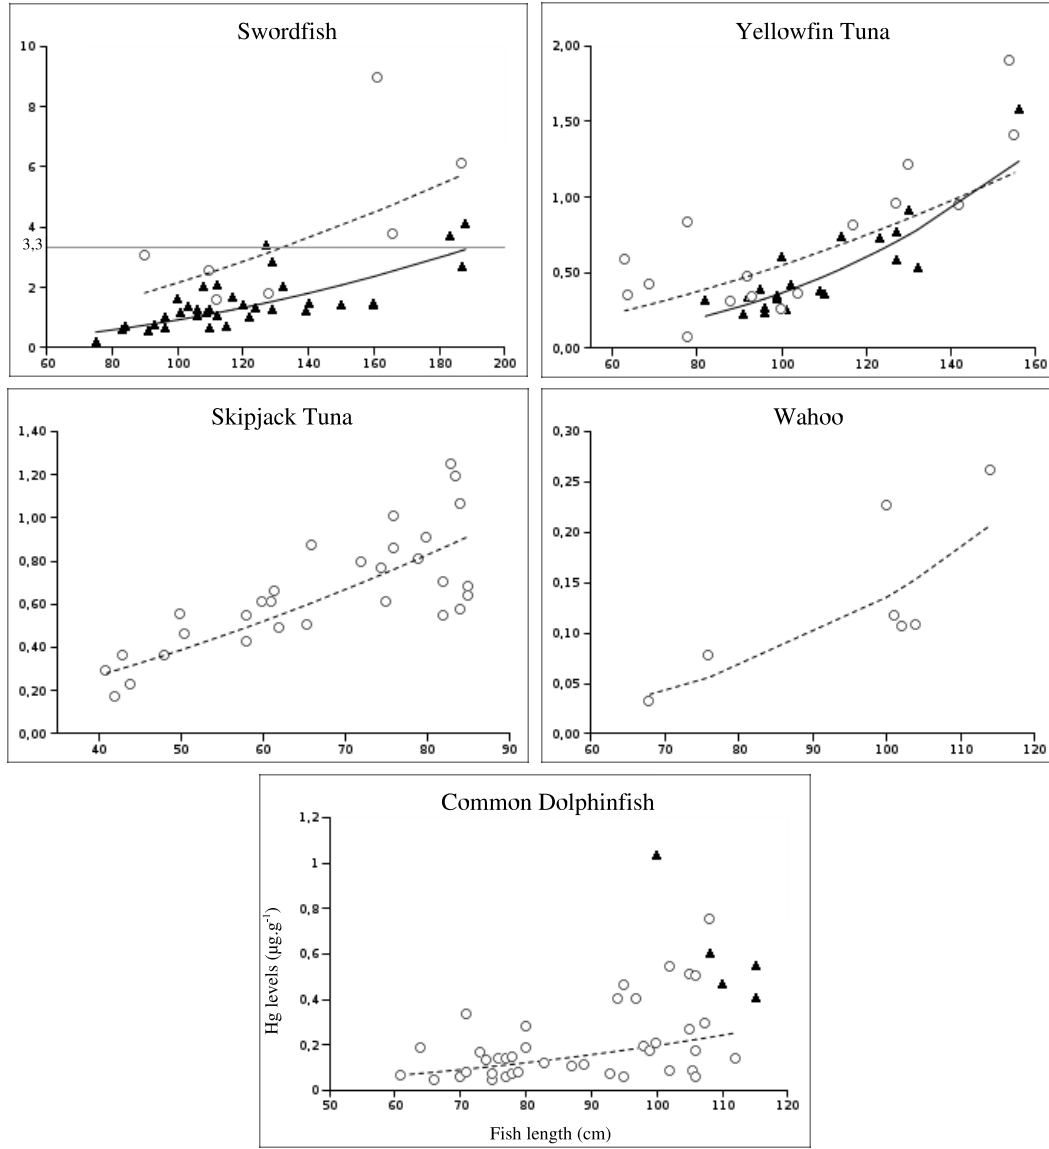 Swordfish
10
8
6
4
3,3
2
0
60 80 100 120 140 160 180 200
Yellowfin Tuna
2,00
1,50
1,00
0,50
0,00
60 80 100 120 140 160
Skipjack Tuna
1,40
1,20
1,00
0,80
0,60
0,40
0,20
0,00
40 50 60 70 80 90
Wahoo
0,30
0,25
0,20
0,15
0,10
0,05
0,00
60 70 80 90 100 110 120
Common Dolphinfish
1,2
1
0,8
0,6
0,4
0,2
0
50 60 70 80 90 100 110 120
Hg levels (µg.g⁻¹)
Fish length (cm)